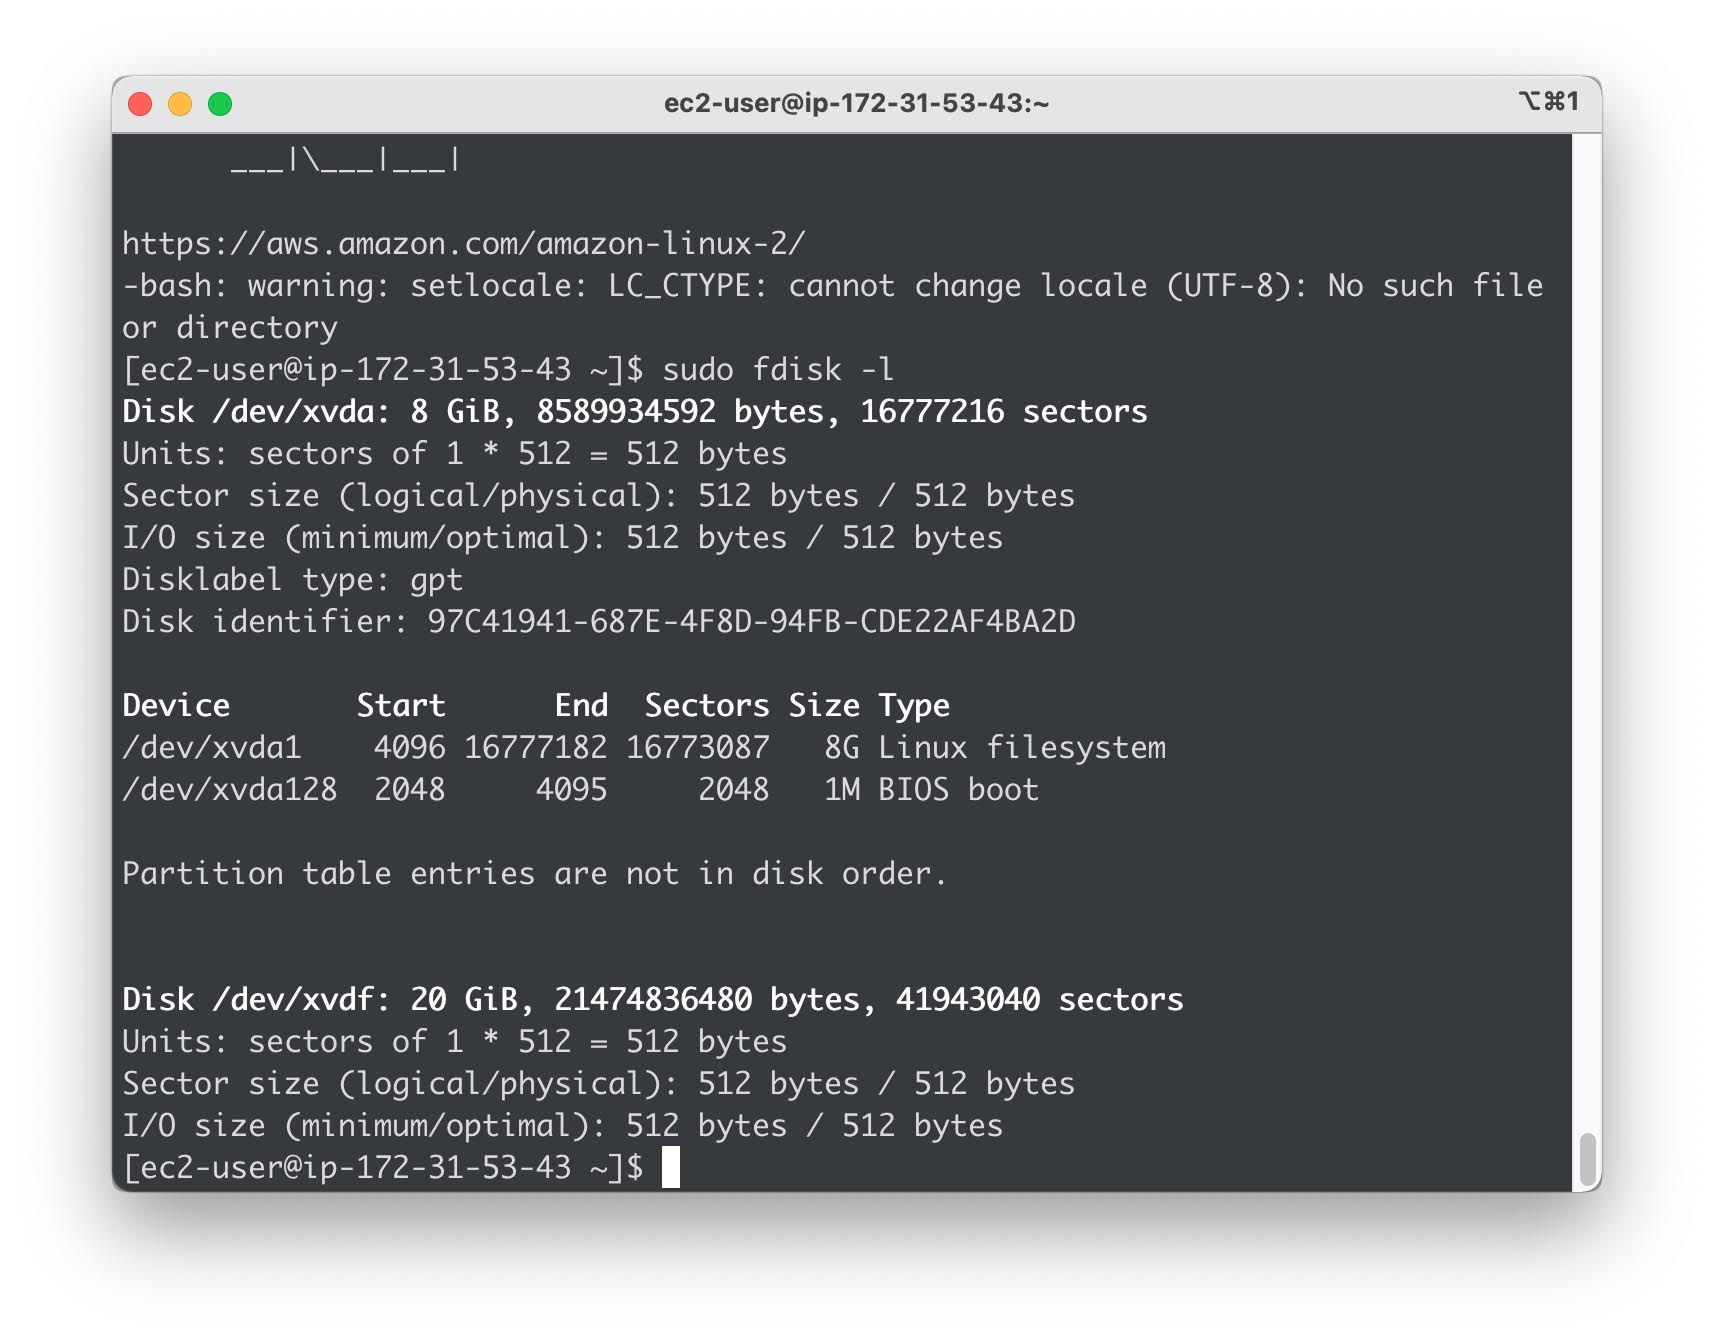 ec2-user@ip-172-31-53-43:~
⌥⌘1
___|\___|___|
https://aws.amazon.com/amazon-linux-2/
-bash: warning: setlocale: LC_CTYPE: cannot change locale (UTF-8): No such file
or directory
[ec2-user@ip-172-31-53-43 ~]$ sudo fdisk -l
Disk /dev/xvda: 8 GiB, 8589934592 bytes, 16777216 sectors
Units: sectors of 1 * 512 = 512 bytes
Sector size (logical/physical): 512 bytes / 512 bytes
I/O size (minimum/optimal): 512 bytes / 512 bytes
Disklabel type: gpt
Disk identifier: 97C41941-687E-4F8D-94FB-CDE22AF4BA2D
Device       Start      End  Sectors Size Type
/dev/xvda1    4096 16777182 16773087   8G Linux filesystem
/dev/xvda128  2048     4095     2048   1M BIOS boot
Partition table entries are not in disk order.
Disk /dev/xvdf: 20 GiB, 21474836480 bytes, 41943040 sectors
Units: sectors of 1 * 512 = 512 bytes
Sector size (logical/physical): 512 bytes / 512 bytes
I/O size (minimum/optimal): 512 bytes / 512 bytes
[ec2-user@ip-172-31-53-43 ~]$